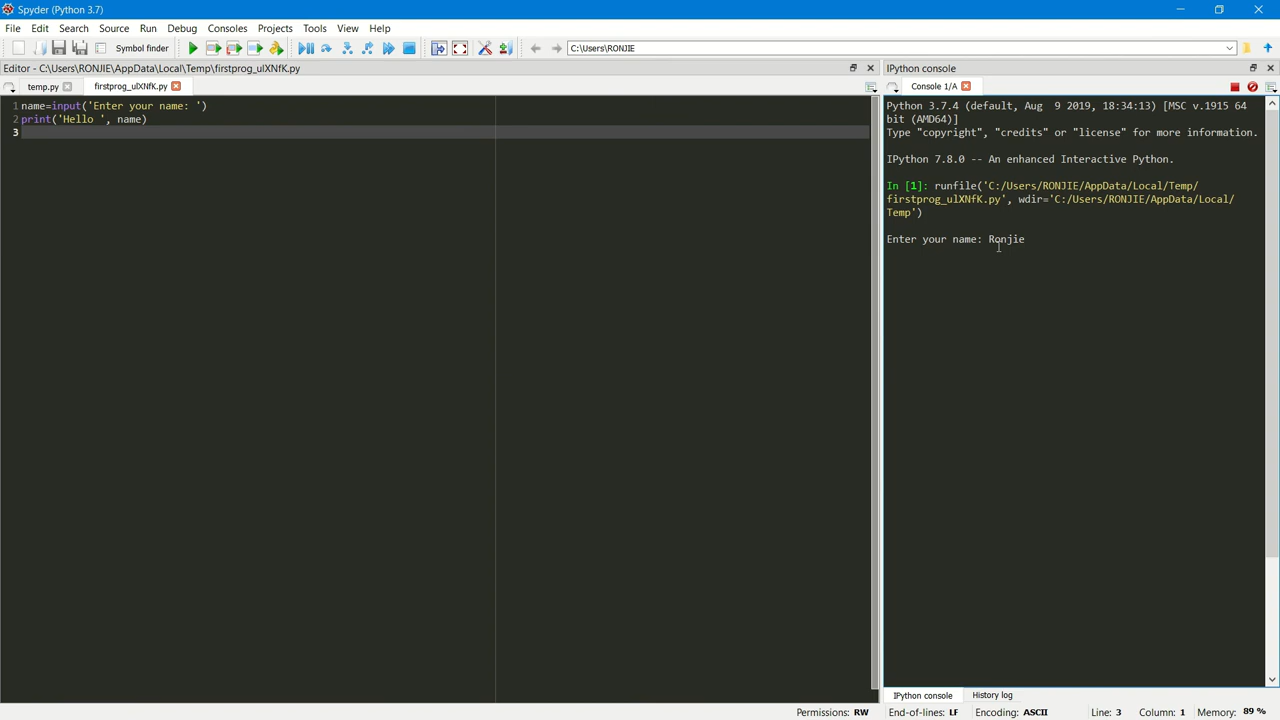 Spyder (Python 3.7)
File Edit Search Source Run Debug Consoles Projects Tools View Help
Symbol finder
C:\Users\RONJIE
Editor - C:\Users\RONJIE\AppData\Local\Temp\firstprog_ulXNfK.py
temp.py
firstprog_ulXNfK.py
1 name=input('Enter your name: ')
2 print('Hello ', name)
3
IPython console
Console 1/A
Python 3.7.4 (default, Aug  9 2019, 18:34:13) [MSC v.1915 64
bit (AMD64)]
Type "copyright", "credits" or "license" for more information.
IPython 7.8.0 -- An enhanced Interactive Python.
In [1]: runfile('C:/Users/RONJIE/AppData/Local/Temp/
firstprog_ulXNfK.py', wdir='C:/Users/RONJIE/AppData/Local/
Temp')
Enter your name: Ronjie
IPython console
History log
Permissions: RW End-of-lines: LF Encoding: ASCII Line: 3 Column: 1 Memory: 89 %